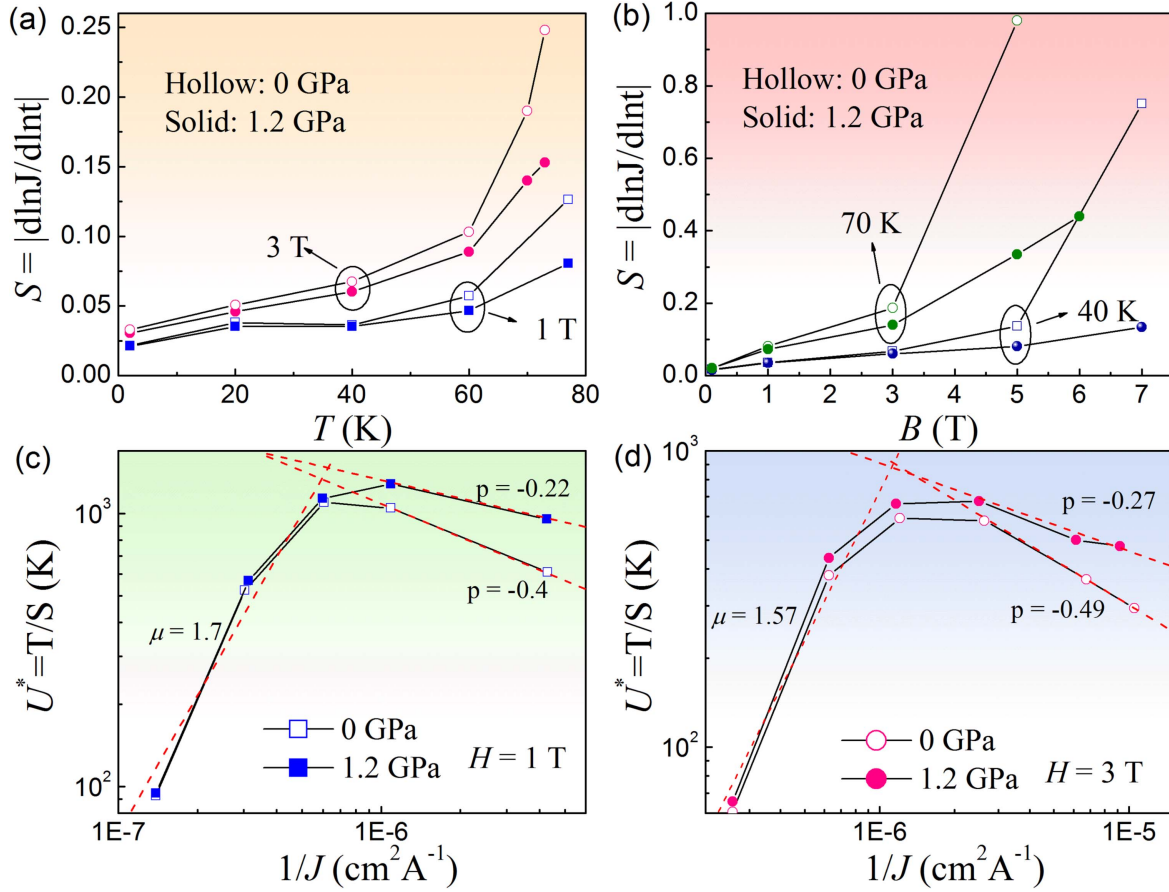 (a)
0.25
0.20
0.15
0.10
0.05
0.00
S = |dlnJ/dlnt|
Hollow: 0 GPa
Solid: 1.2 GPa
3 T
1 T
0 20 40 60 80
T (K)
(b)
1.0
0.8
0.6
0.4
0.2
0.0
S = |dlnJ/dlnt|
Hollow: 0 GPa
Solid: 1.2 GPa
70 K
40 K
0 1 2 3 4 5 6 7
B (T)
(c)
10³
10²
U*=T/S (K)
p = -0.22
p = -0.4
μ = 1.7
0 GPa
1.2 GPa
H = 1 T
1E-7 1E-6
1/J (cm²A⁻¹)
(d)
10³
10²
U*=T/S (K)
p = -0.27
p = -0.49
μ = 1.57
0 GPa
1.2 GPa
H = 3 T
1E-6 1E-5
1/J (cm²A⁻¹)